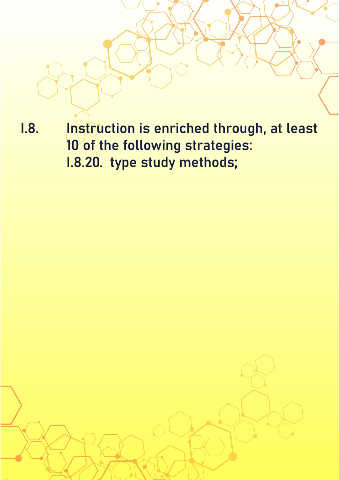 I.8. Instruction is enriched through, at least
10 of the following strategies:
I.8.20. type study methods;